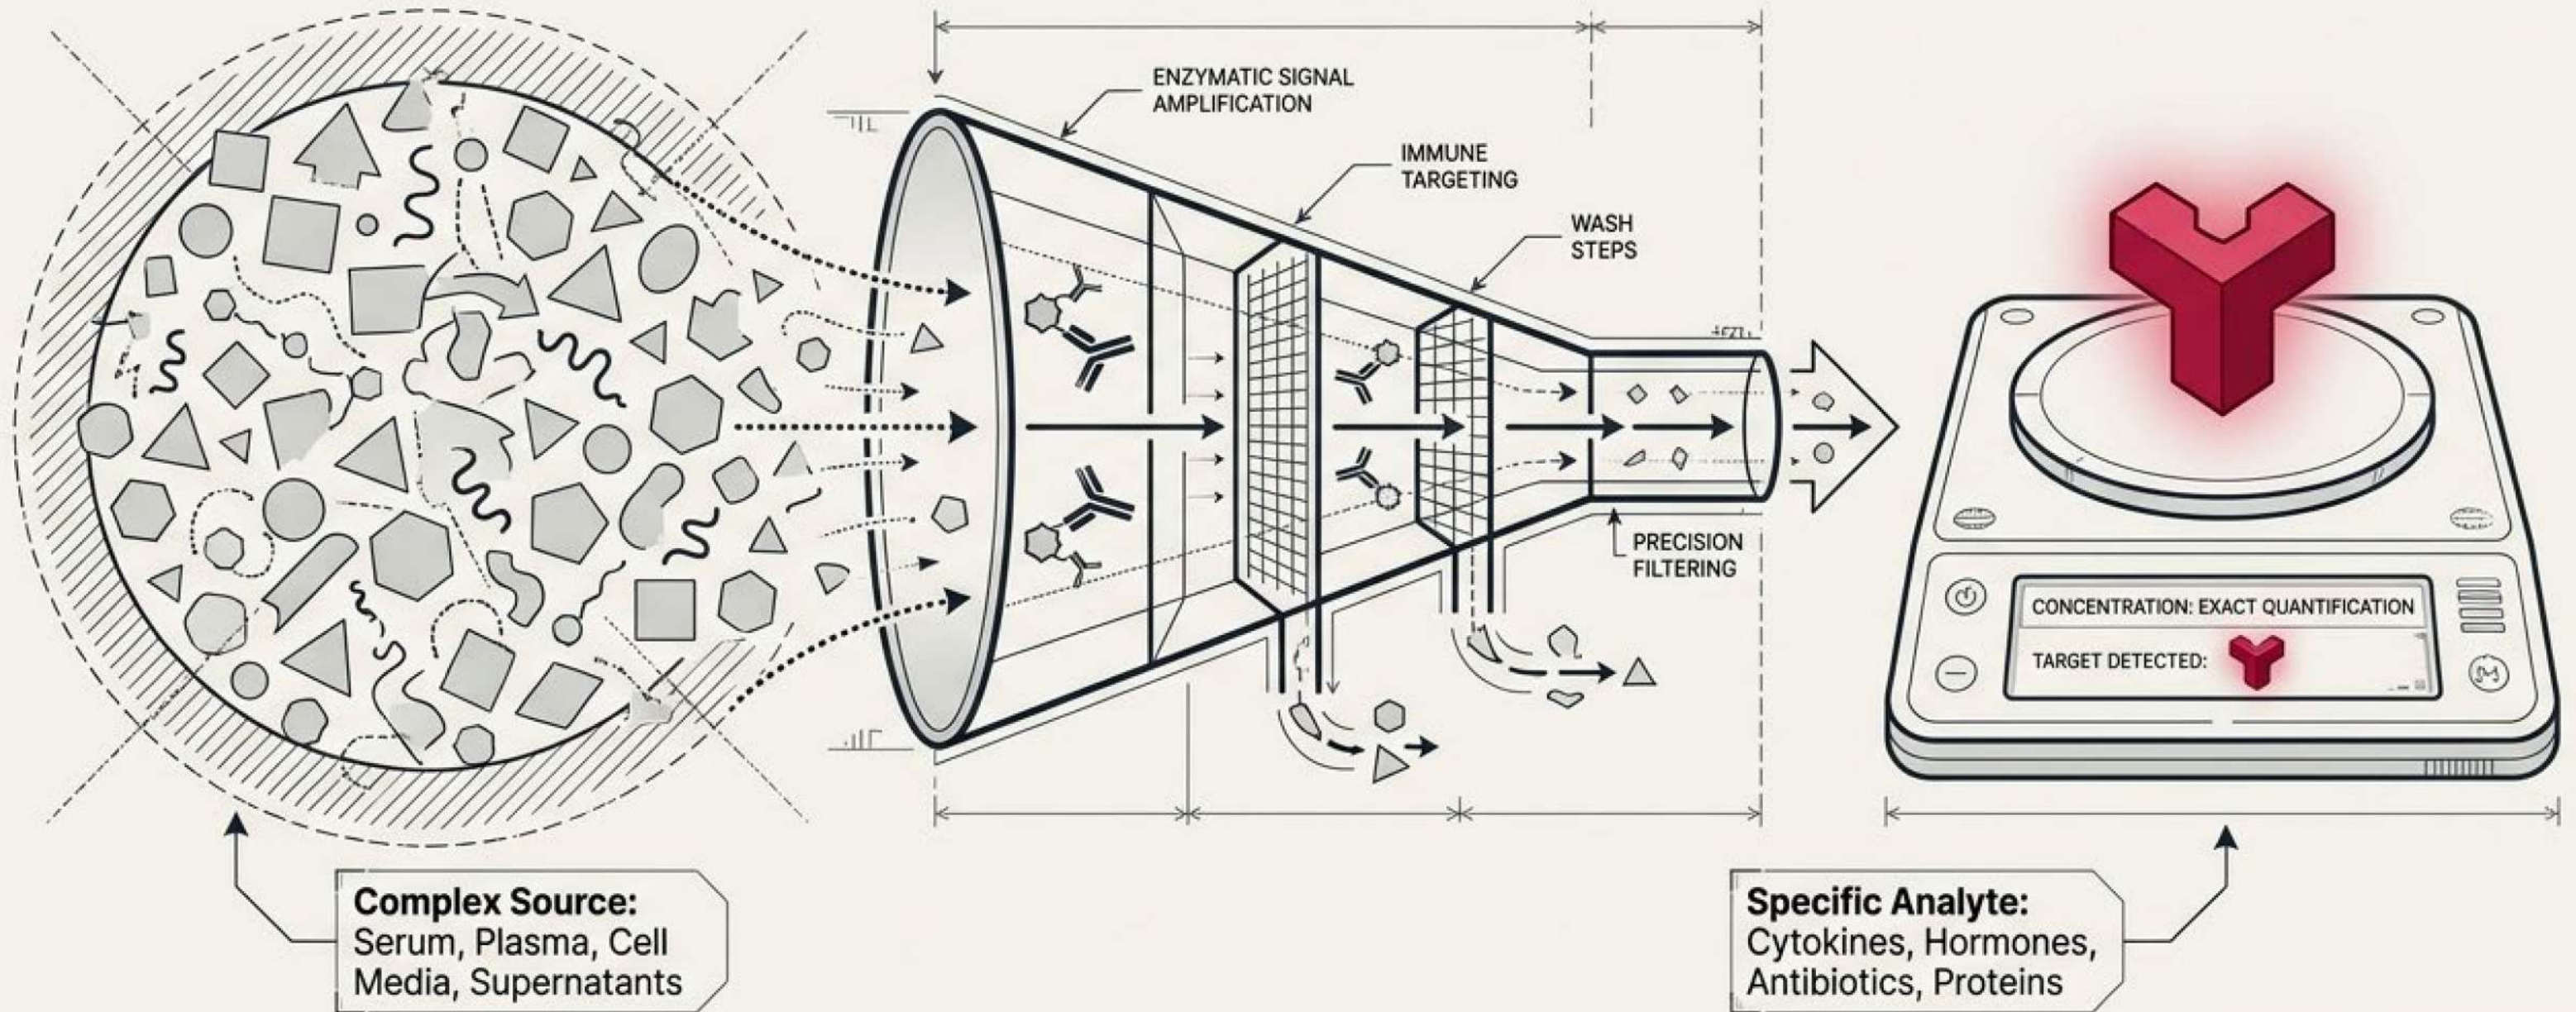 ENZYMATIC SIGNAL
AMPLIFICATION
IMMUNE
TARGETING
WASH
STEPS
PRECISION
FILTERING
CONCENTRATION: EXACT QUANTIFICATION
TARGET DETECTED:
Complex Source:
Serum, Plasma, Cell
Media, Supernatants
Specific Analyte:
Cytokines, Hormones,
Antibiotics, Proteins